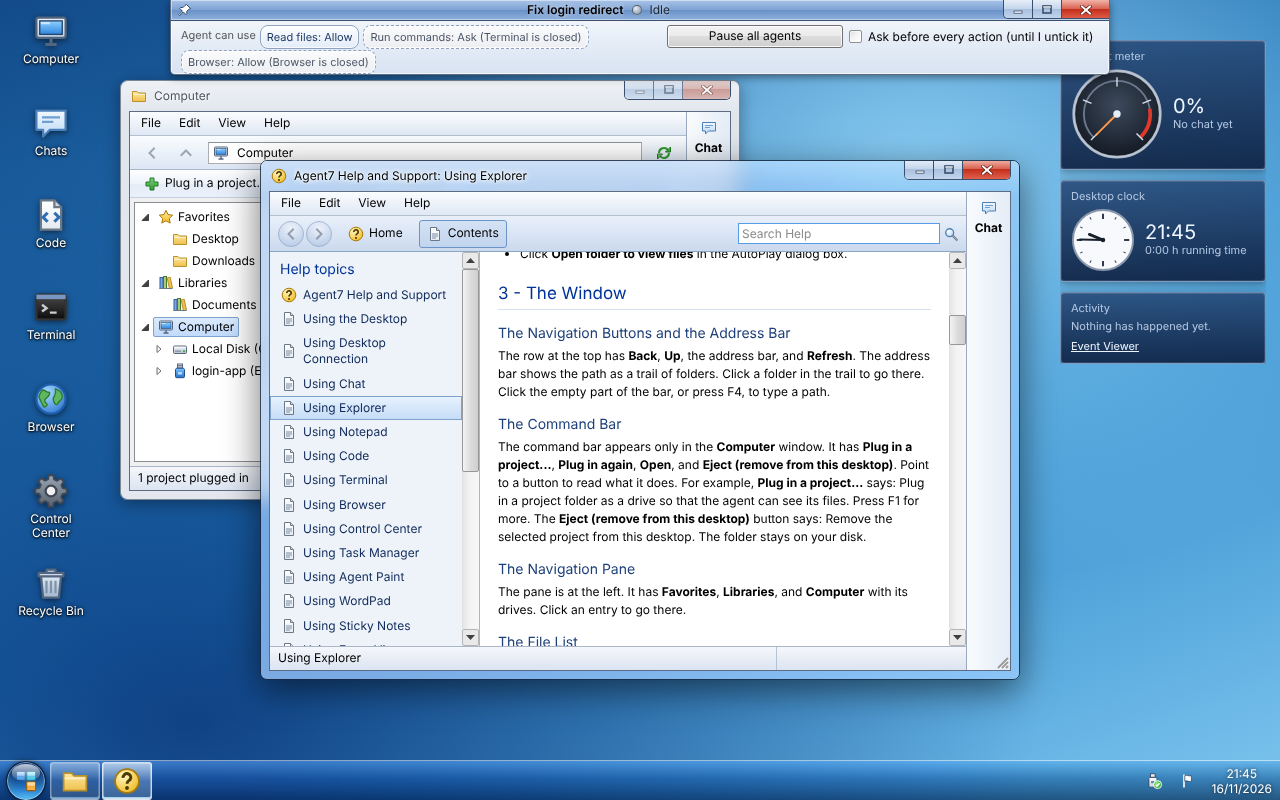 Fix login redirect Idle
Agent can use Read files: Allow Run commands: Ask (Terminal is closed)
Browser: Allow (Browser is closed)
Pause all agents Ask before every action (until I untick it)
Computer
Chats
Code
Terminal
Browser
Control
Center
Recycle Bin
Computer
File Edit View Help
Computer
Chat
Plug in a project.
Favorites
Desktop
Downloads
Libraries
Documents
Computer
Local Disk (
login-app (E
1 project plugged in
Agent7 Help and Support: Using Explorer
File Edit View Help
Home Contents Search Help
Chat
Help topics
Agent7 Help and Support
Using the Desktop
Using Desktop
Connection
Using Chat
Using Explorer
Using Notepad
Using Code
Using Terminal
Using Browser
Using Control Center
Using Task Manager
Using Agent Paint
Using WordPad
Using Sticky Notes
• Click Open folder to view files in the AutoPlay dialog box.
3 - The Window
The Navigation Buttons and the Address Bar
The row at the top has Back, Up, the address bar, and Refresh. The address
bar shows the path as a trail of folders. Click a folder in the trail to go there.
Click the empty part of the bar, or press F4, to type a path.
The Command Bar
The command bar appears only in the Computer window. It has Plug in a
project..., Plug in again, Open, and Eject (remove from this desktop). Point
to a button to read what it does. For example, Plug in a project... says: Plug
in a project folder as a drive so that the agent can see its files. Press F1 for
more. The Eject (remove from this desktop) button says: Remove the
selected project from this desktop. The folder stays on your disk.
The Navigation Pane
The pane is at the left. It has Favorites, Libraries, and Computer with its
drives. Click an entry to go there.
The File List
Using Explorer
meter
0%
No chat yet
Desktop clock
21:45
0:00 h running time
Activity
Nothing has happened yet.
Event Viewer
21:45
16/11/2026